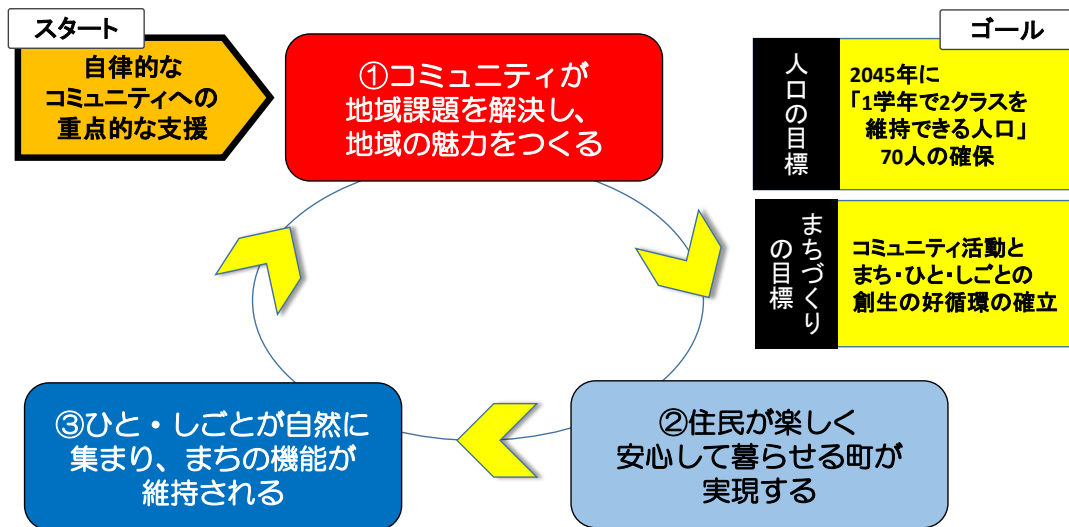 スタート
自律的な
コミュニティへの
重点的な支援
①コミュニティが
地域課題を解決し、
地域の魅力をつくる
ゴール
人口の目標
2045年に
「1学年で2クラスを
維持できる人口」
70人の確保
まちづくり
の目標
コミュニティ活動と
まち・ひと・しごとの
創生の好循環の確立
③ひと・しごとが自然に
集まり、まちの機能が
維持される
②住民が楽しく
安心して暮らせる町が
実現する